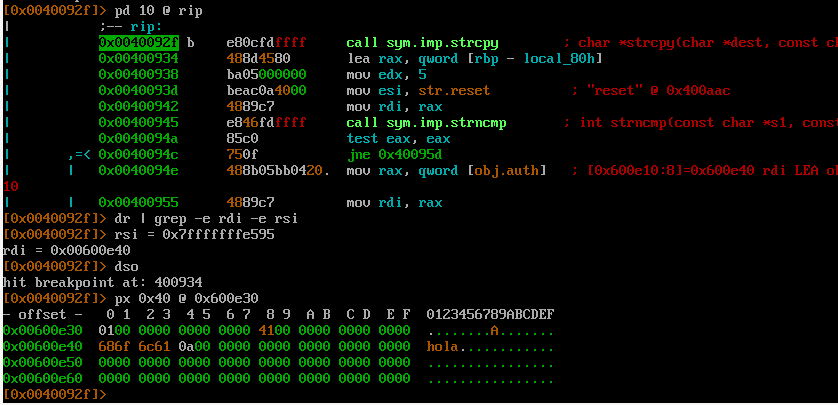 [0x0040092f]> pd 10 @ rip
| ;-- rip:
| 0x0040092f b e80cfdffff call sym.imp.strcpy ; char *strcpy(char *dest, const ch
| 0x00400934 488d4580 lea rax, qword [rbp - local_80h]
| 0x00400938 ba05000000 mov edx, 5
| 0x0040093d beac0a4000 mov esi, str.reset ; "reset" @ 0x400aac
| 0x00400942 4889c7 mov rdi, rax
| 0x00400945 e846fdffff call sym.imp.strncmp ; int strncmp(const char *s1, cons
| 0x0040094a 85c0 test eax, eax
| ,=< 0x0040094c 750f jne 0x40095d
| | 0x0040094e 488b05bb0420. mov rax, qword [obj.auth] ; [0x600e10:8]=0x600e40 rdi LEA ob
10
| | 0x00400955 4889c7 mov rdi, rax
[0x0040092f]> dr | grep -e rdi -e rsi
[0x0040092f]> rsi = 0x7fffffffe595
rdi = 0x00600e40
[0x0040092f]> dso
hit breakpoint at: 400934
[0x0040092f]> px 0x40 @ 0x600e30
- offset - 0 1 2 3 4 5 6 7 8 9 A B C D E F 0123456789ABCDEF
0x00600e30 0100 0000 0000 0000 4100 0000 0000 0000 ........A.......
0x00600e40 686f 6c61 0a00 0000 0000 0000 0000 0000 hola............
0x00600e50 0000 0000 0000 0000 0000 0000 0000 0000 ................
0x00600e60 0000 0000 0000 0000 0000 0000 0000 0000 ................
[0x0040092f]>